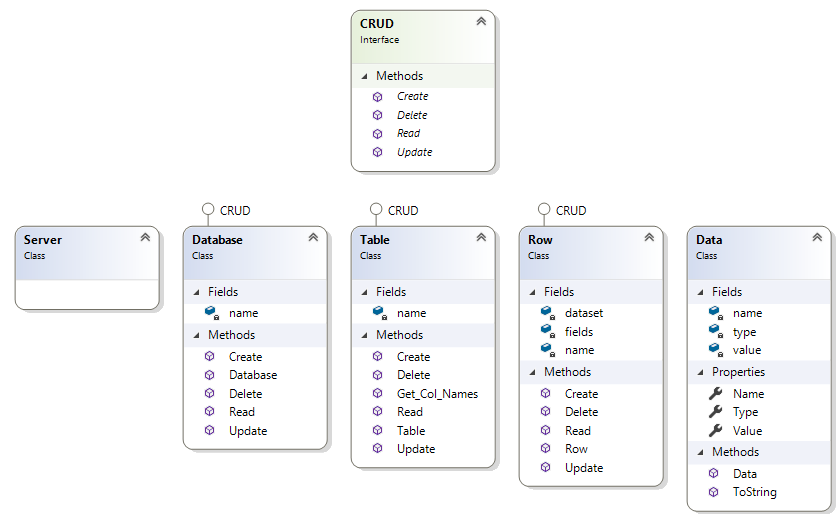 CRUD
Interface
Methods
Create
Delete
Read
Update
CRUD
CRUD
CRUD
Server
Class
Database
Class
Fields
name
Methods
Create
Database
Delete
Read
Update
Table
Class
Fields
name
Methods
Create
Delete
Get_Col_Names
Read
Table
Update
Row
Class
Fields
dataset
fields
name
Methods
Create
Delete
Read
Row
Update
Data
Class
Fields
name
type
value
Properties
Name
Type
Value
Methods
Data
ToString